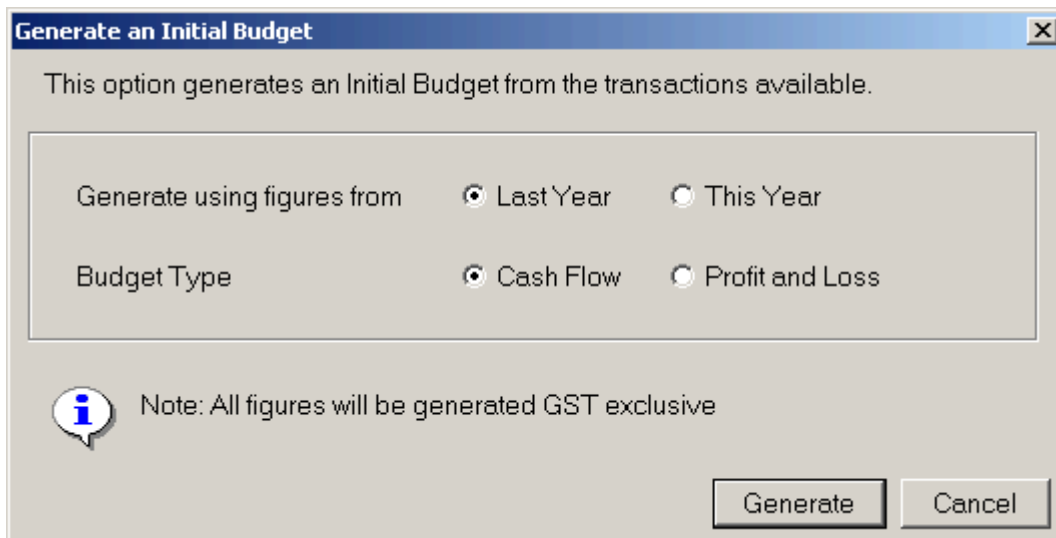 Generate an Initial Budget
This option generates an Initial Budget from the transactions available.
Generate using figures from Last Year This Year
Budget Type Cash Flow Profit and Loss
Note: All figures will be generated GST exclusive
Generate Cancel